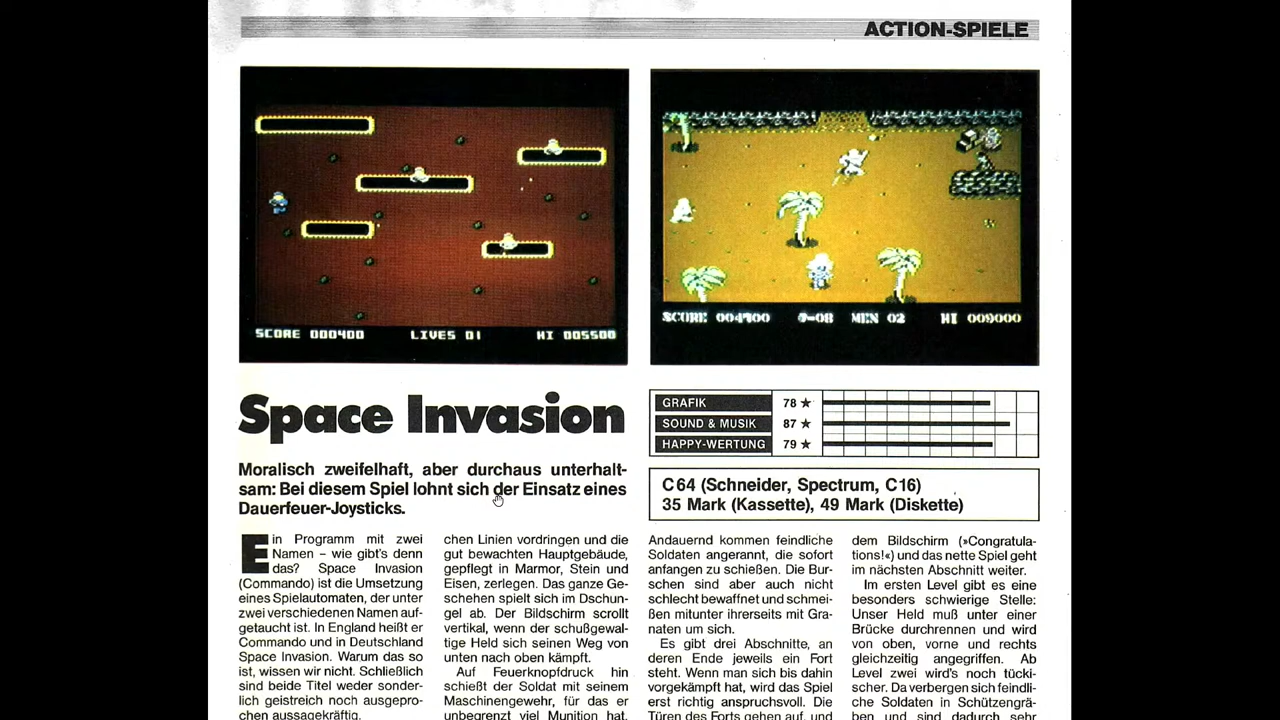 ACTION-SPIELE
SCORE 000400 LIVES 01 HI 005500
SCORE: 004900 MEN 02 HI 009000
Space Invasion
Moralisch zweifelhaft, aber durchaus unterhalt-
sam: Bei diesem Spiel lohnt sich der Einsatz eines
Dauerfeuer-Joysticks.
GRAFIK 78 ★
SOUND & MUSIK 87 ★
HAPPY-WERTUNG 79 ★
C 64 (Schneider, Spectrum, C 16)
35 Mark (Kassette), 49 Mark (Diskette)
Ein Programm mit zwei
Namen – wie gibt's denn
das? Space Invasion
(Commando) ist die Umsetzung
eines Spielautomaten, der unter
zwei verschiedenen Namen auf-
getaucht ist. In England heißt er
Commando und in Deutschland
Space Invasion. Warum das so
ist, wissen wir nicht. Schließlich
sind beide Titel weder sonder-
lich geistreich noch ausgepro-
chen aussagekräftig.
chen Linien vordringen und die
gut bewachten Hauptgebäude,
gepflegt in Marmor, Stein und
Eisen, zerlegen. Das ganze Ge-
schehen spielt sich im Dschun-
gel ab. Der Bildschirm scrollt
vertikal, wenn der schußgewal-
tige Held sich seinen Weg von
unten nach oben kämpft.
Auf Feuerknopfdruck hin
schießt der Soldat mit seinem
Maschinengewehr, für das er
unbegrenzt viel Munition hat.
Andauernd kommen feindliche
Soldaten angerannt, die sofort
anfangen zu schießen. Die Bur-
schen sind aber auch nicht
schlecht bewaffnet und schmei-
ßen mitunter ihrerseits mit Gra-
naten um sich.
Es gibt drei Abschnitte, an
deren Ende jeweils ein Fort
steht. Wenn man sich bis dahin
vorgekämpft hat, wird das Spiel
erst richtig anspruchsvoll. Die
Türen des Forts gehen auf, und
dem Bildschirm (»Congratula-
tions!«) und das nette Spiel geht
im nächsten Abschnitt weiter.
Im ersten Level gibt es eine
besonders schwierige Stelle:
Unser Held muß unter einer
Brücke durchrennen und wird
von oben, vorne und rechts
gleichzeitig angegriffen. Ab
Level zwei wird's noch tücki-
scher. Da verbergen sich feindli-
che Soldaten in Schützengrä-
ben und sind dadurch sehr